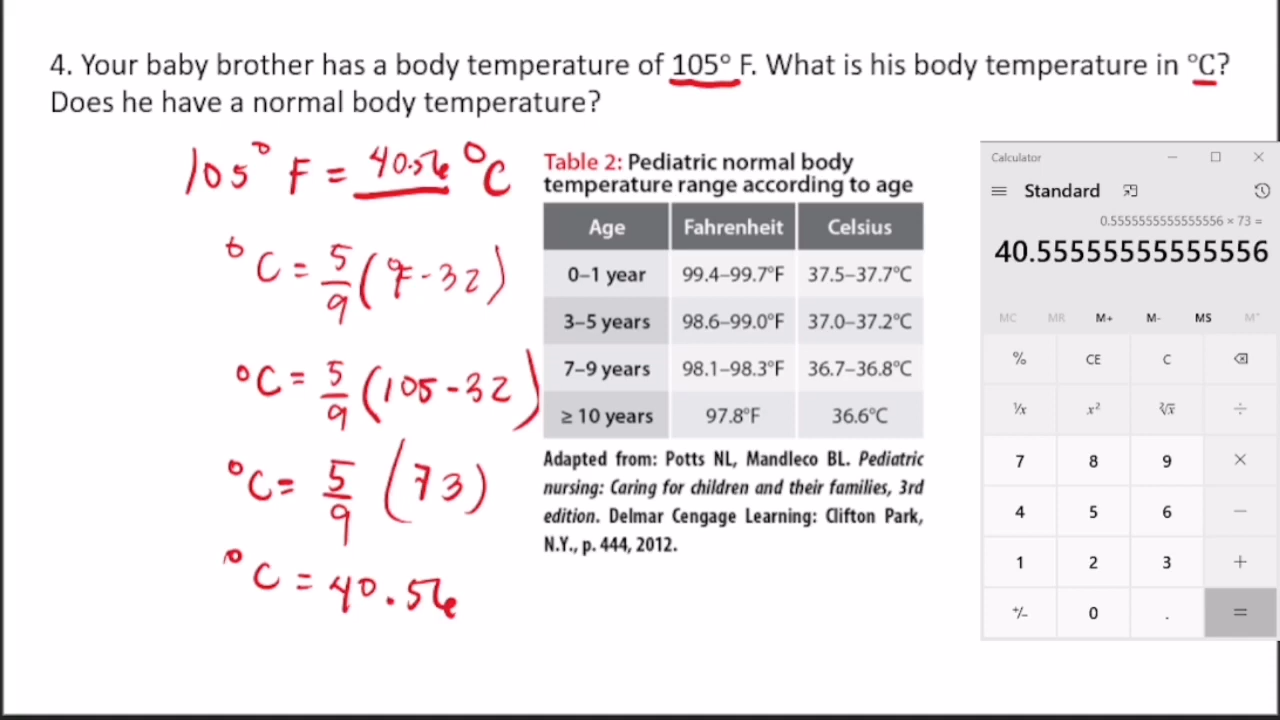 4. Your baby brother has a body temperature of 105° F. What is his body temperature in °C?
Does he have a normal body temperature?
105° F = 40.56 °C
°C = 5/9 (F - 32)
°C = 5/9 (105 - 32)
°C = 5/9 (73)
°C = 40.56
Table 2: Pediatric normal body
temperature range according to age
Age Fahrenheit Celsius
0–1 year 99.4–99.7°F 37.5–37.7°C
3–5 years 98.6–99.0°F 37.0–37.2°C
7–9 years 98.1–98.3°F 36.7–36.8°C
≥ 10 years 97.8°F 36.6°C
Adapted from: Potts NL, Mandleco BL. Pediatric
nursing: Caring for children and their families, 3rd
edition. Delmar Cengage Learning: Clifton Park,
N.Y., p. 444, 2012.
Calculator
Standard
0.5555555555555556 × 73 =
40.55555555555556
MC MR M+ M- MS M˅
% CE C ⌫
⅟x x² ²√x ÷
7 8 9 ×
4 5 6 −
1 2 3 +
+/- 0 . =